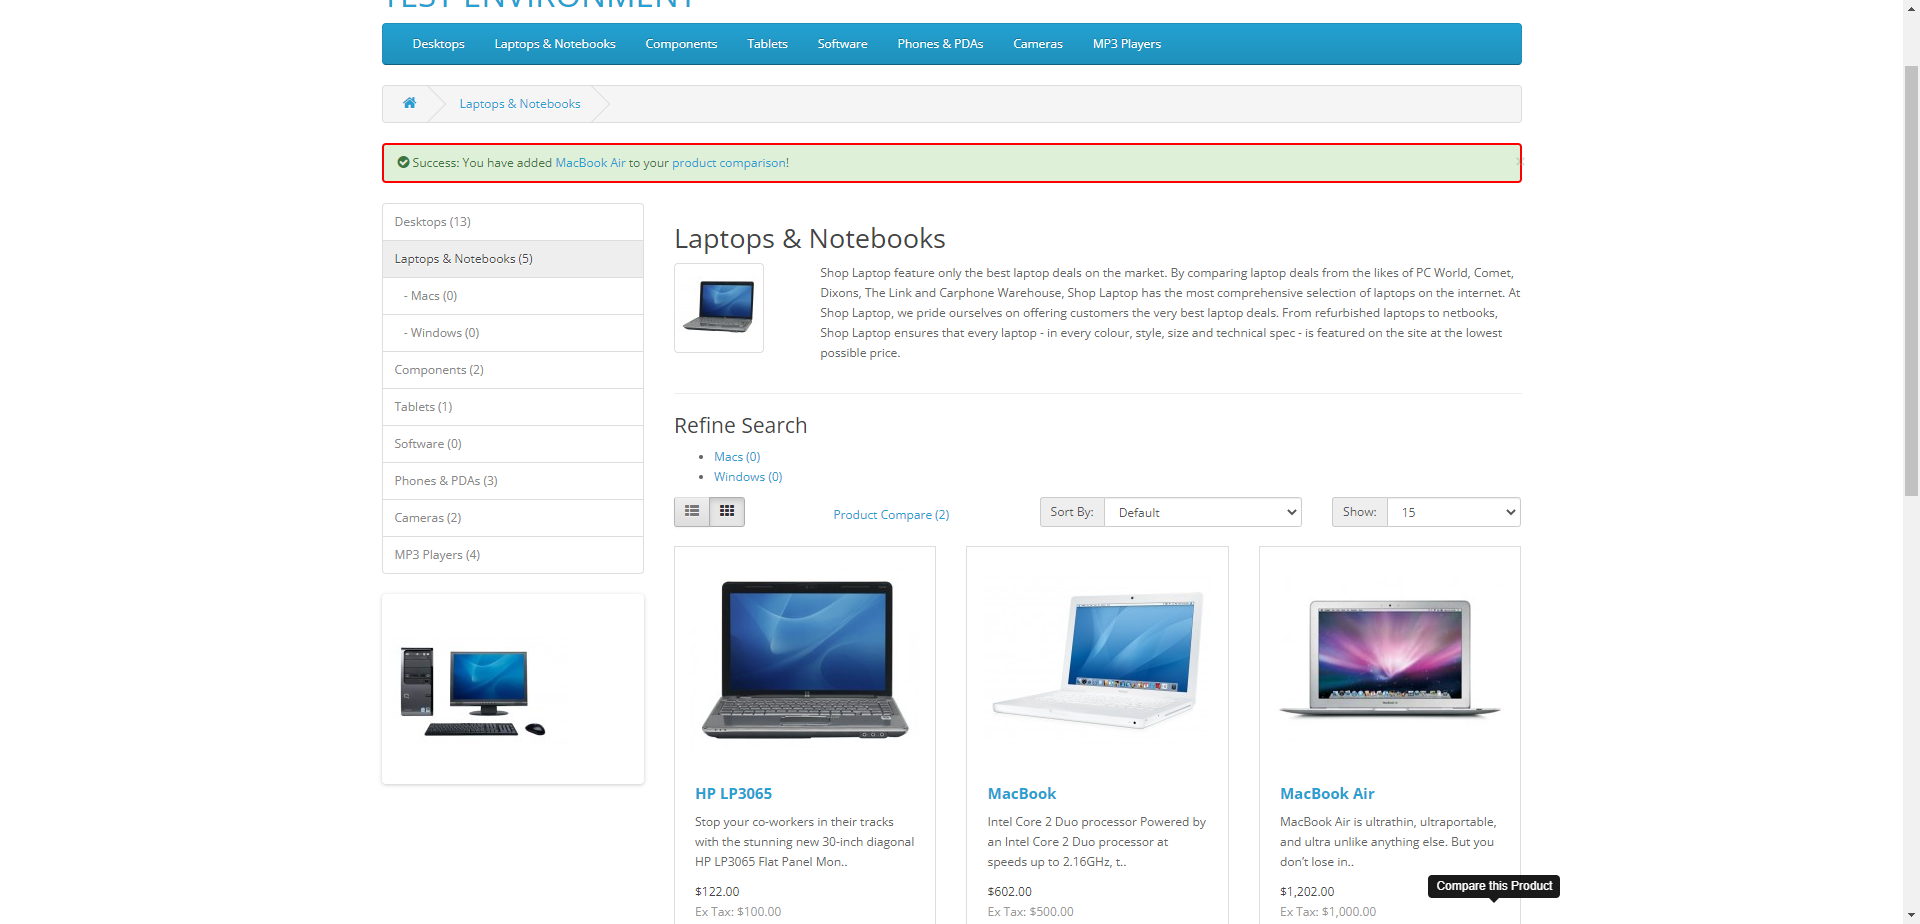 TEST ENVIRONMENT
Desktops Laptops & Notebooks Components Tablets Software Phones & PDAs Cameras MP3 Players
Laptops & Notebooks
Success: You have added MacBook Air to your product comparison!
×
Desktops (13)
Laptops & Notebooks (5)
- Macs (0)
- Windows (0)
Components (2)
Tablets (1)
Software (0)
Phones & PDAs (3)
Cameras (2)
MP3 Players (4)
Laptops & Notebooks
Shop Laptop feature only the best laptop deals on the market. By comparing laptop deals from the likes of PC World, Comet,
Dixons, The Link and Carphone Warehouse, Shop Laptop has the most comprehensive selection of laptops on the internet. At
Shop Laptop, we pride ourselves on offering customers the very best laptop deals. From refurbished laptops to netbooks,
Shop Laptop ensures that every laptop - in every colour, style, size and technical spec - is featured on the site at the lowest
possible price.
Refine Search
Macs (0)
Windows (0)
Product Compare (2) Sort By: Default Show: 15
HP LP3065
Stop your co-workers in their tracks
with the stunning new 30-inch diagonal
HP LP3065 Flat Panel Mon..
$122.00
Ex Tax: $100.00
MacBook
Intel Core 2 Duo processor Powered by
an Intel Core 2 Duo processor at
speeds up to 2.16GHz, t..
$602.00
Ex Tax: $500.00
MacBook Air
MacBook Air is ultrathin, ultraportable,
and ultra unlike anything else. But you
don’t lose in..
$1,202.00
Ex Tax: $1,000.00
Compare this Product